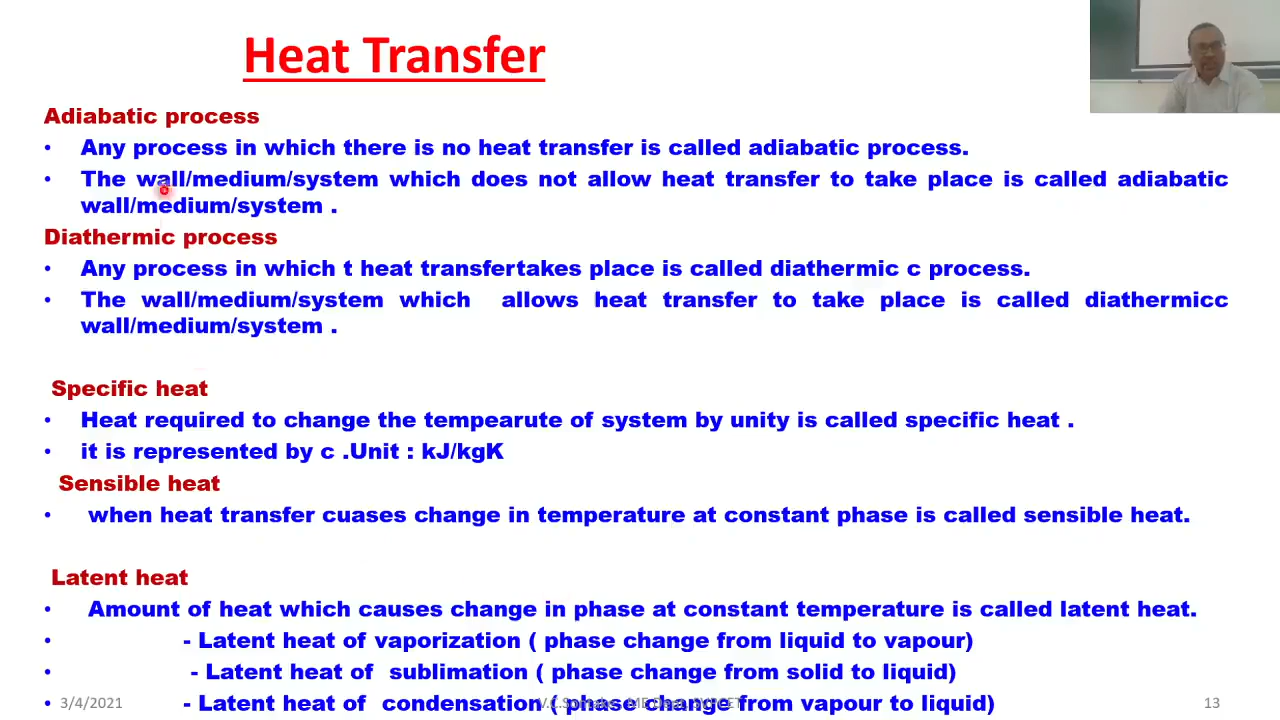 Heat Transfer
Adiabatic process
• Any process in which there is no heat transfer is called adiabatic process.
• The wall/medium/system which does not allow heat transfer to take place is called adiabatic
wall/medium/system .
Diathermic process
• Any process in which t heat transfertakes place is called diathermic c process.
• The wall/medium/system which allows heat transfer to take place is called diathermicc
wall/medium/system .
Specific heat
• Heat required to change the tempearute of system by unity is called specific heat .
• it is represented by c .Unit : kJ/kgK
Sensible heat
• when heat transfer cuases change in temperature at constant phase is called sensible heat.
Latent heat
• Amount of heat which causes change in phase at constant temperature is called latent heat.
• - Latent heat of vaporization ( phase change from liquid to vapour)
• - Latent heat of sublimation ( phase change from solid to liquid)
• - Latent heat of condensation ( phase change from vapour to liquid)
3/4/2021
13